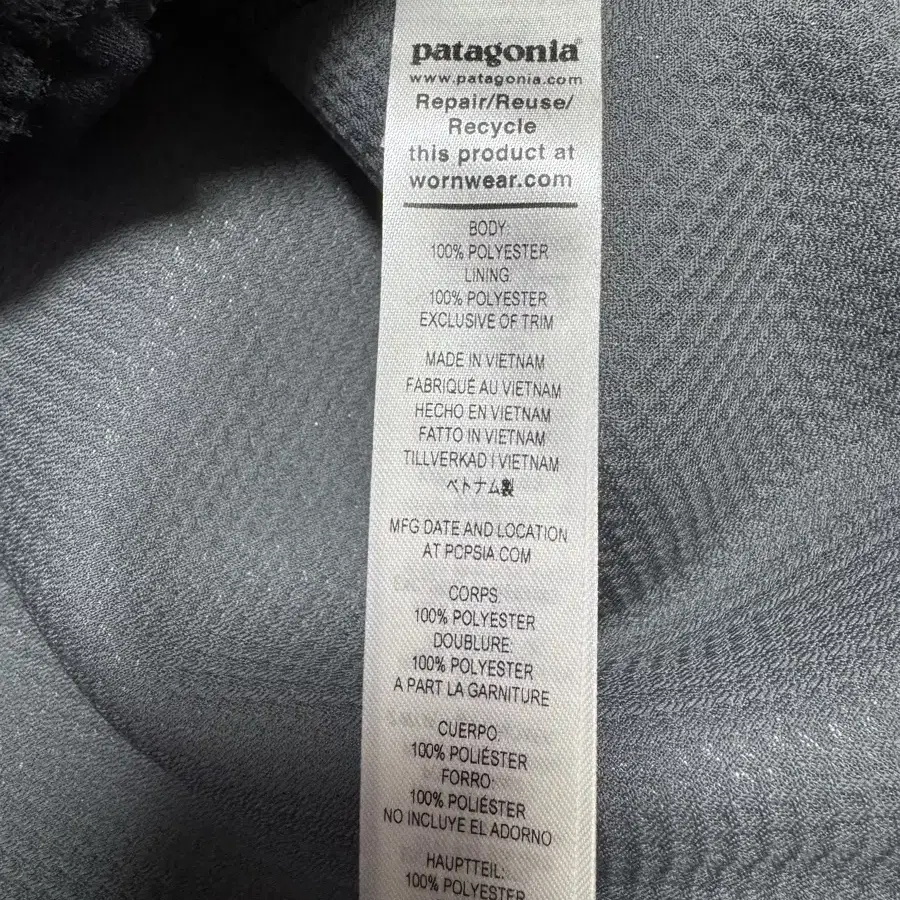 patagonia®
www.patagonia.com
Repair/Reuse/
Recycle
this product at
wornwear.com
BODY:
100% POLYESTER
LINING:
100% POLYESTER
EXCLUSIVE OF TRIM
MADE IN VIETNAM
FABRIQUÉ AU VIETNAM
HECHO EN VIETNAM
FATTO IN VIETNAM
TILLVERKAD I VIETNAM
ベトナム製
MFG DATE AND LOCATION
AT PCPSIA.COM
CORPS:
100% POLYESTER
DOUBLURE:
100% POLYESTER
A PART LA GARNITURE
CUERPO:
100% POLIÉSTER
FORRO:
100% POLIÉSTER
NO INCLUYE EL ADORNO
HAUPTTEIL:
100% POLYESTER